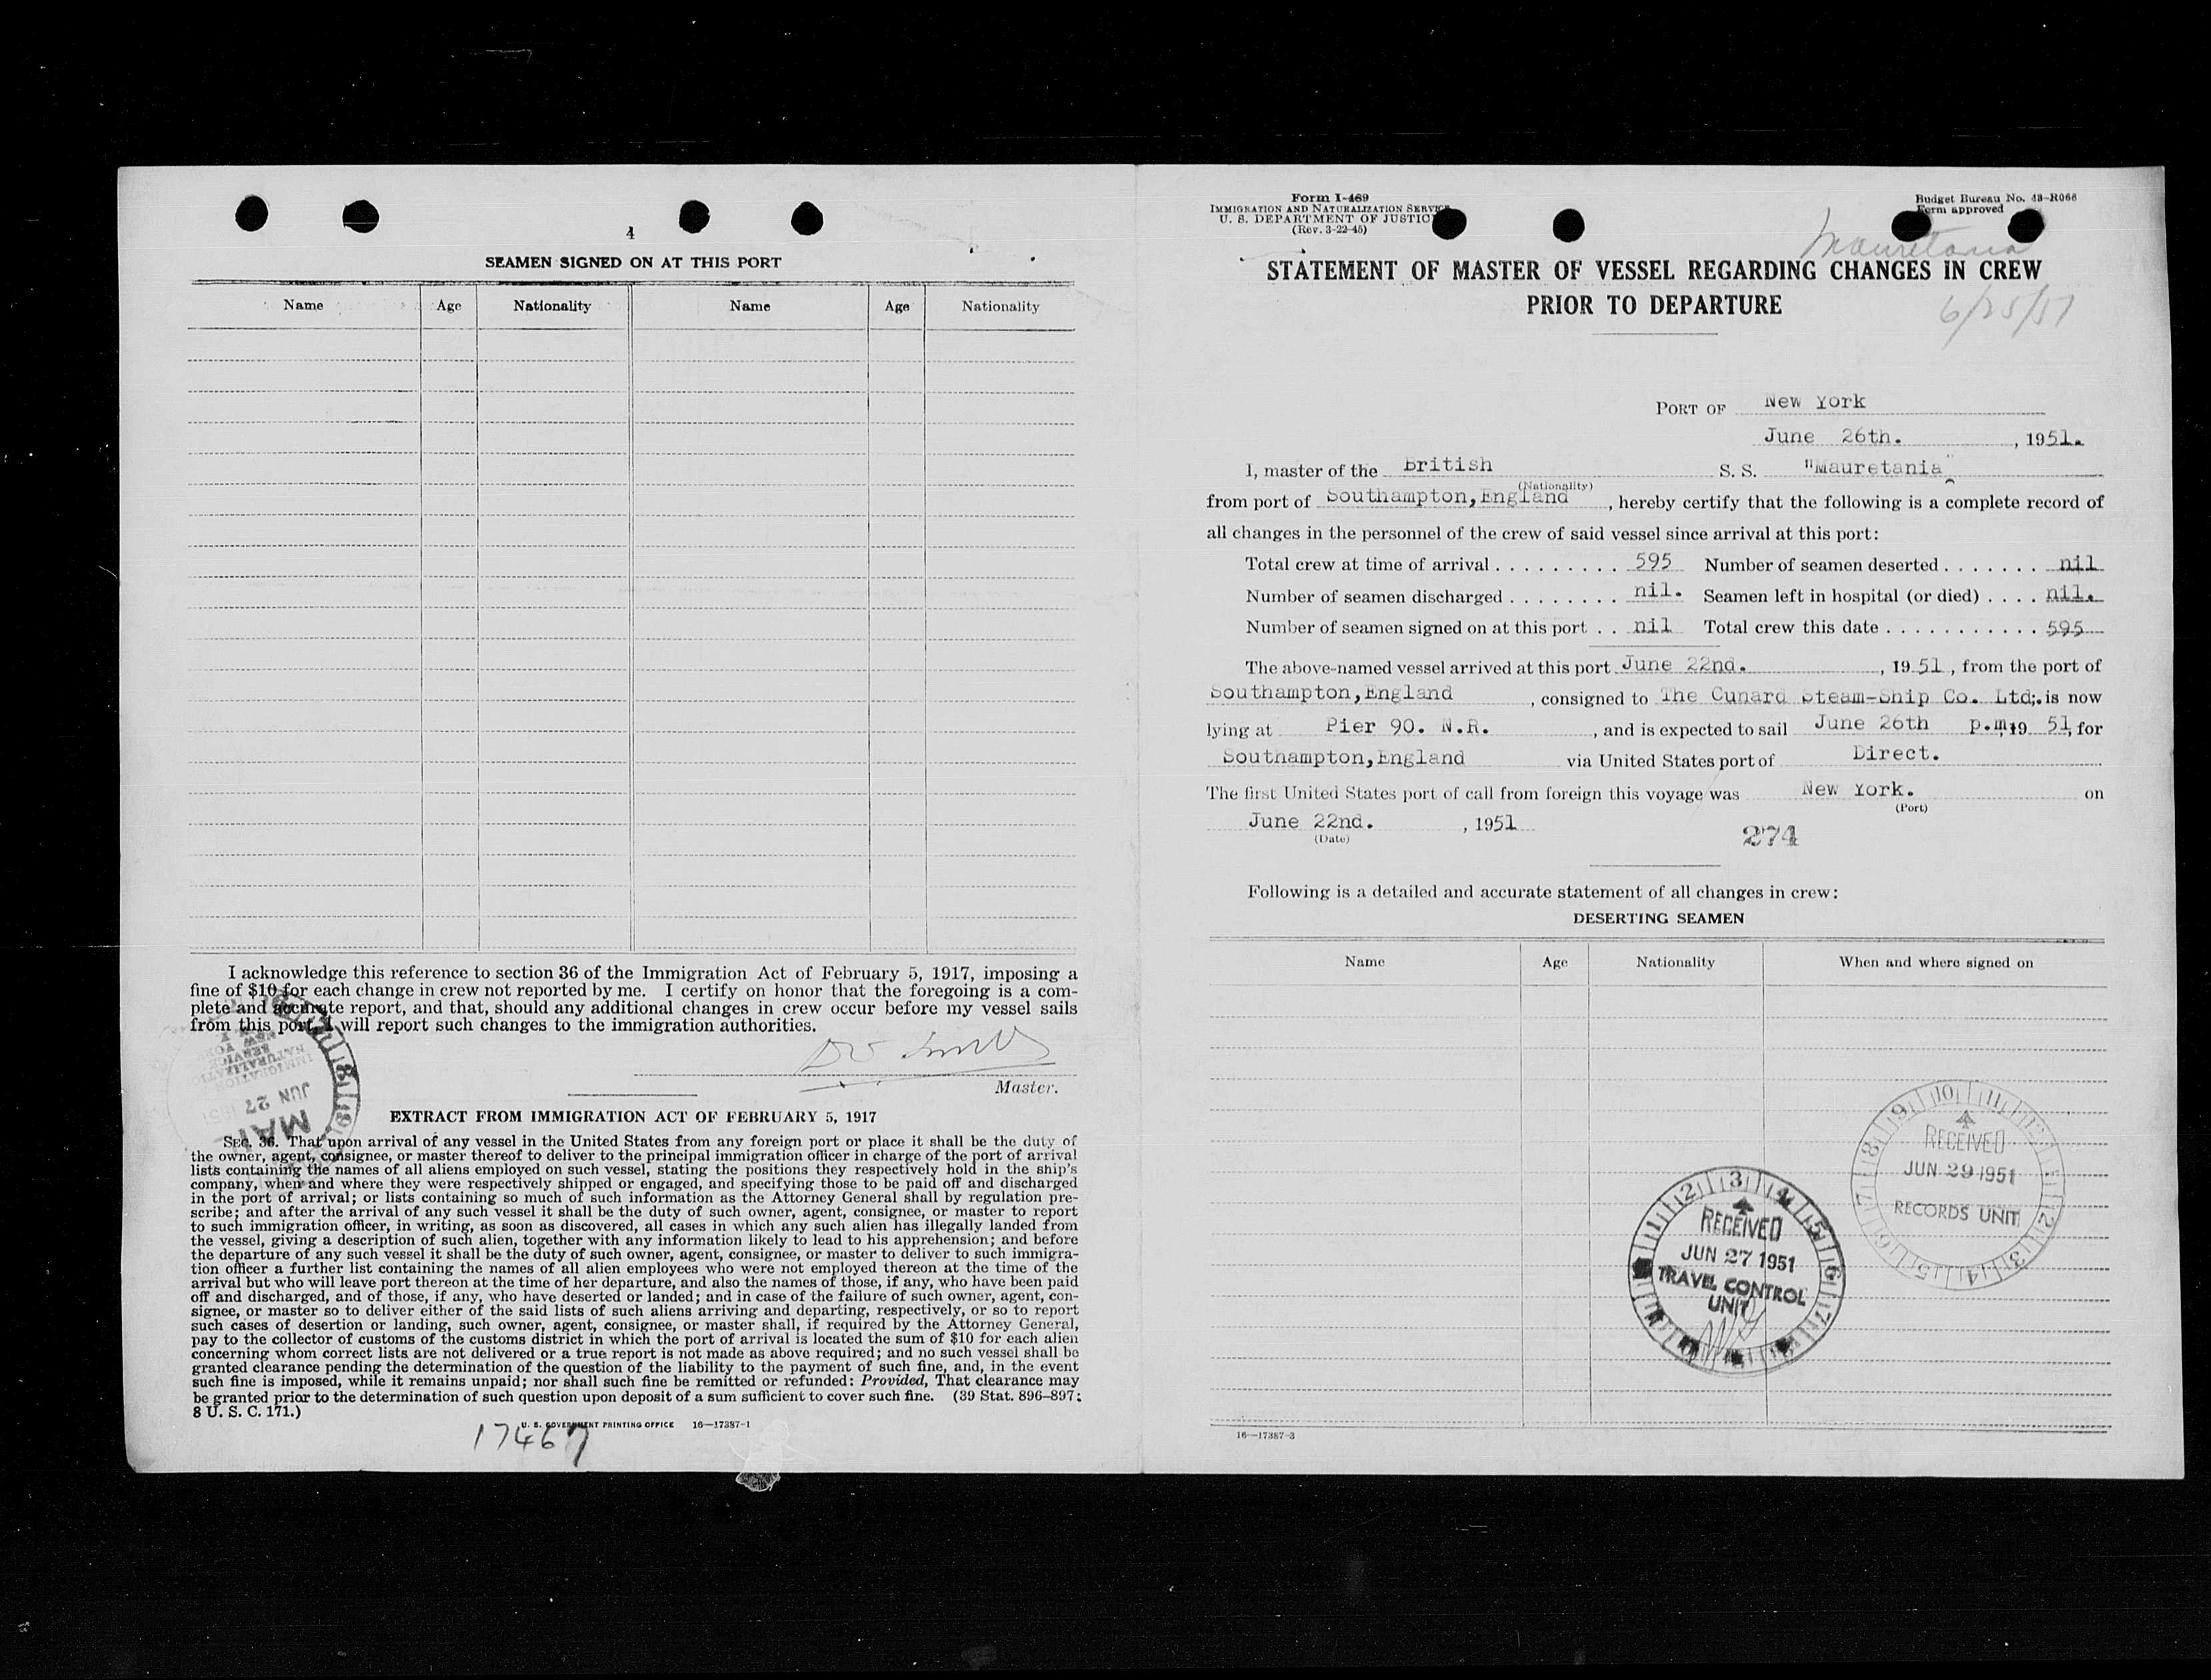 4
SEAMEN SIGNED ON AT THIS PORT
Name Age Nationality Name Age Nationality
I acknowledge this reference to section 36 of the Immigration Act of February 5, 1917, imposing a
fine of $10 for each change in crew not reported by me. I certify on honor that the foregoing is a com-
plete and accurate report, and that, should any additional changes in crew occur before my vessel sails
from this port, I will report such changes to the immigration authorities.
Master.
JUN 27 1951
MAIL
EXTRACT FROM IMMIGRATION ACT OF FEBRUARY 5, 1917
SEC. 36. That upon arrival of any vessel in the United States from any foreign port or place it shall be the duty of
the owner, agent, consignee, or master thereof to deliver to the principal immigration officer in charge of the port of arrival
lists containing the names of all aliens employed on such vessel, stating the positions they respectively hold in the ship's
company, when and where they were respectively shipped or engaged, and specifying those to be paid off and discharged
in the port of arrival; or lists containing so much of such information as the Attorney General shall by regulation pre-
scribe; and after the arrival of any such vessel it shall be the duty of such owner, agent, consignee, or master to report
to such immigration officer, in writing, as soon as discovered, all cases in which any such alien has illegally landed from
the vessel, giving a description of such alien, together with any information likely to lead to his apprehension; and before
the departure of any such vessel it shall be the duty of such owner, agent, consignee, or master to deliver to such immigra-
tion officer a further list containing the names of all alien employees who were not employed thereon at the time of the
arrival but who will leave port thereon at the time of her departure, and also the names of those, if any, who have been paid
off and discharged, and of those, if any, who have deserted or landed; and in case of the failure of such owner, agent, con-
signee, or master so to deliver either of the said lists of such aliens arriving and departing, respectively, or so to report
such cases of desertion or landing, such owner, agent, consignee, or master shall, if required by the Attorney General,
pay to the collector of customs of the customs district in which the port of arrival is located the sum of $10 for each alien
concerning whom correct lists are not delivered or a true report is not made as above required; and no such vessel shall be
granted clearance pending the determination of the question of the liability to the payment of such fine, and, in the event
such fine is imposed, while it remains unpaid; nor shall such fine be remitted or refunded: Provided, That clearance may
be granted prior to the determination of such question upon deposit of a sum sufficient to cover such fine. (39 Stat. 896–897;
8 U. S. C. 171.)
U. S. GOVERNMENT PRINTING OFFICE 16—17387-1
17467
Form I-469
IMMIGRATION AND NATURALIZATION SERVICE
U. S. DEPARTMENT OF JUSTICE
(Rev. 3-22-45)
Budget Bureau No. 43-R066
Form approved
Mauretania
STATEMENT OF MASTER OF VESSEL REGARDING CHANGES IN CREW
PRIOR TO DEPARTURE
6/25/51
PORT OF New York
June 26th. , 1951.
I, master of the British S. S. "Mauretania"
(Nationality)
from port of Southampton, England , hereby certify that the following is a complete record of
all changes in the personnel of the crew of said vessel since arrival at this port:
Total crew at time of arrival . . . . . . . . . 595 Number of seamen deserted . . . . . . . nil
Number of seamen discharged . . . . . . . . nil. Seamen left in hospital (or died) . . . . nil.
Number of seamen signed on at this port . . nil Total crew this date . . . . . . . . . . . 595
The above-named vessel arrived at this port June 22nd. , 19 51 , from the port of
Southampton, England , consigned to The Cunard Steam-Ship Co. Ltd;. is now
lying at Pier 90. N.R. , and is expected to sail June 26th p.m, 19 51, for
Southampton, England via United States port of Direct.
The first United States port of call from foreign this voyage was New York. on
(Port)
June 22nd. , 1951
(Date)
274
Following is a detailed and accurate statement of all changes in crew:
DESERTING SEAMEN
Name Age Nationality When and where signed on
RECEIVED
JUN 29 1951
RECORDS UNIT
RECEIVED
JUN 27 1951
TRAVEL CONTROL
UNIT
16—17387-3